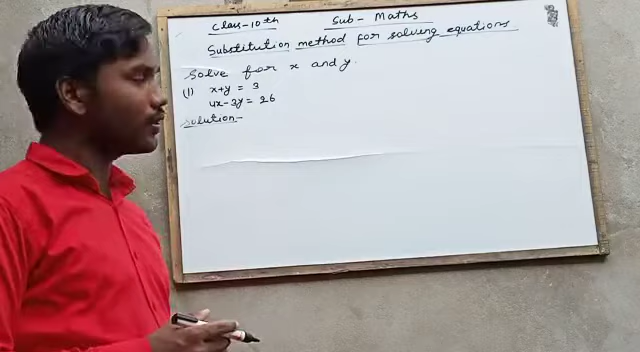 Class-10th Sub- Maths
Substitution method for solving equations
Solve for x and y.
(1) x+y = 3
4x-3y = 26
Solution-